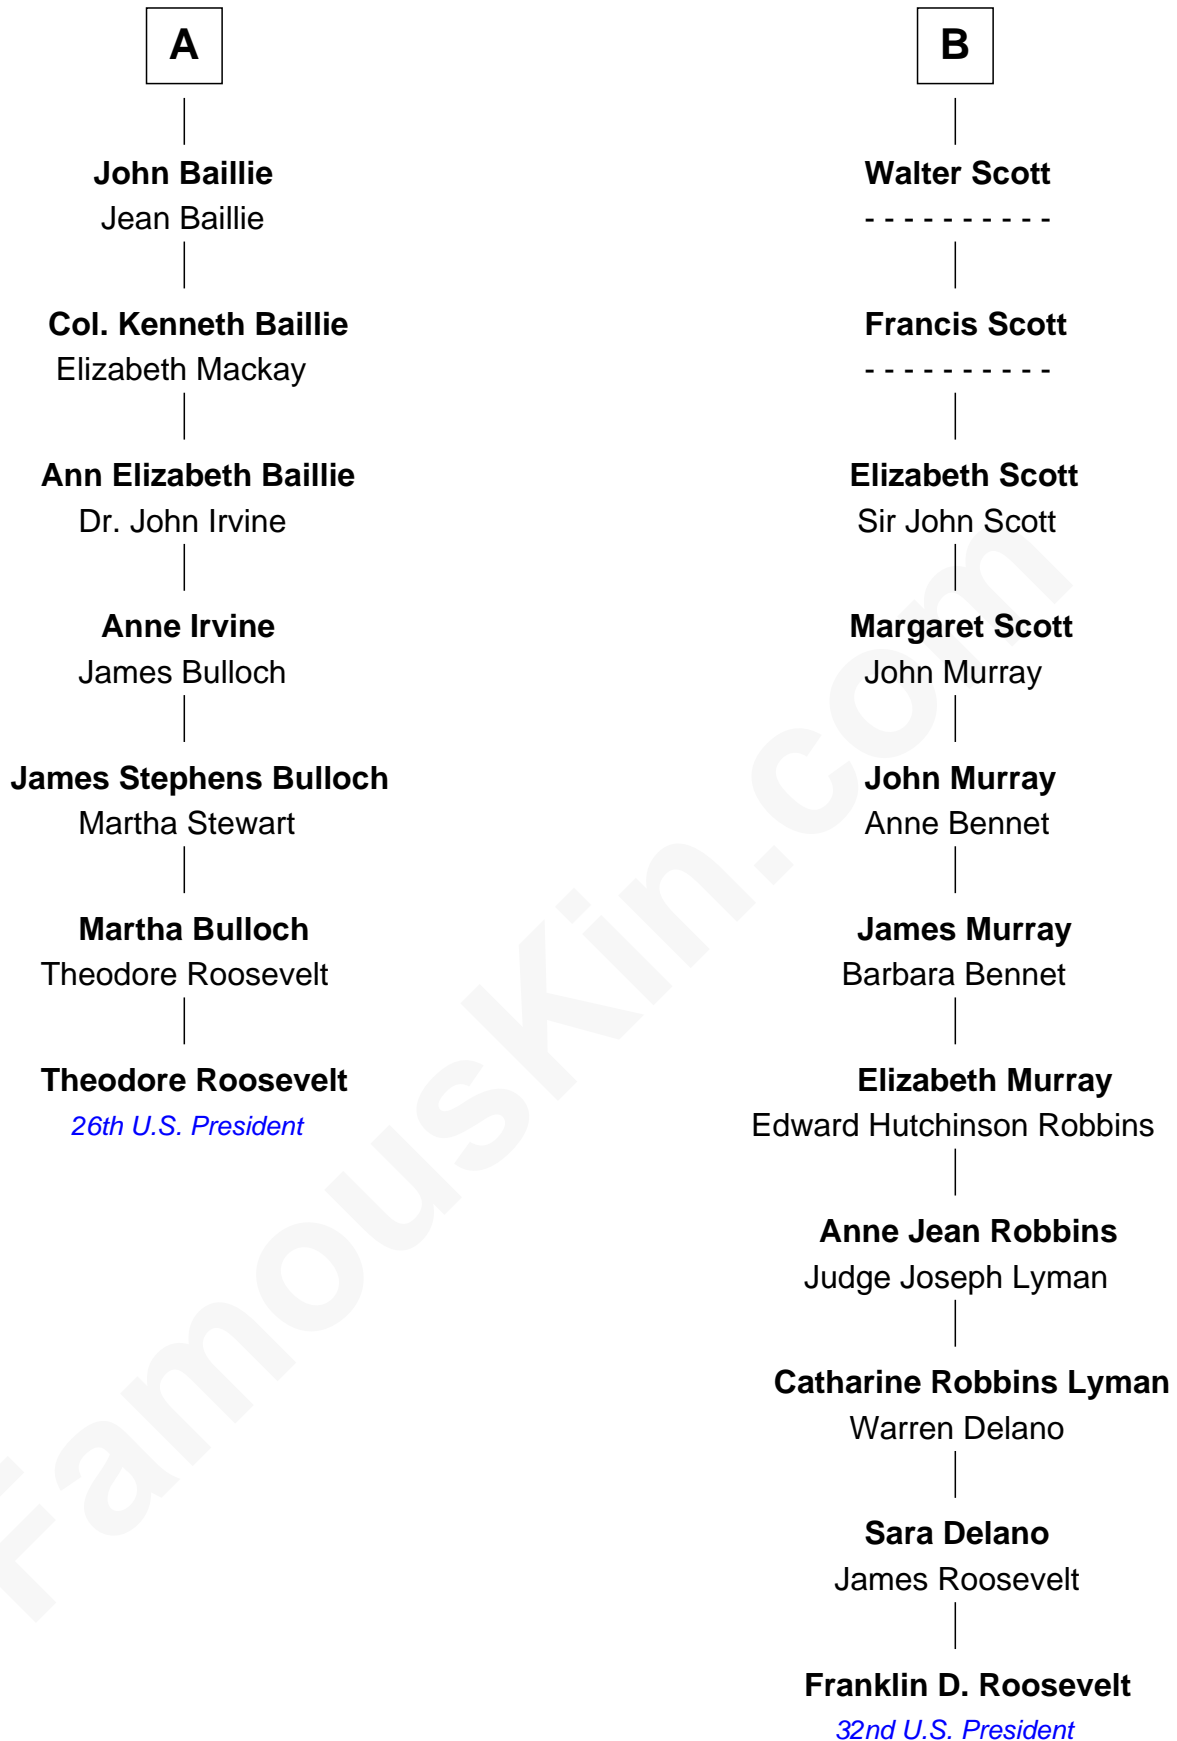 A
John Baillie
Jean Baillie
Col. Kenneth Baillie
Elizabeth Mackay
Ann Elizabeth Baillie
Dr. John Irvine
Anne Irvine
James Bulloch
James Stephens Bulloch
Martha Stewart
Martha Bulloch
Theodore Roosevelt
Theodore Roosevelt
26th U.S. President
B
Walter Scott
- - - - - - - - - -
Francis Scott
- - - - - - - - - -
Elizabeth Scott
Sir John Scott
Margaret Scott
John Murray
John Murray
Anne Bennet
James Murray
Barbara Bennet
Elizabeth Murray
Edward Hutchinson Robbins
Anne Jean Robbins
Judge Joseph Lyman
Catharine Robbins Lyman
Warren Delano
Sara Delano
James Roosevelt
Franklin D. Roosevelt
32nd U.S. President
FamousKin.com